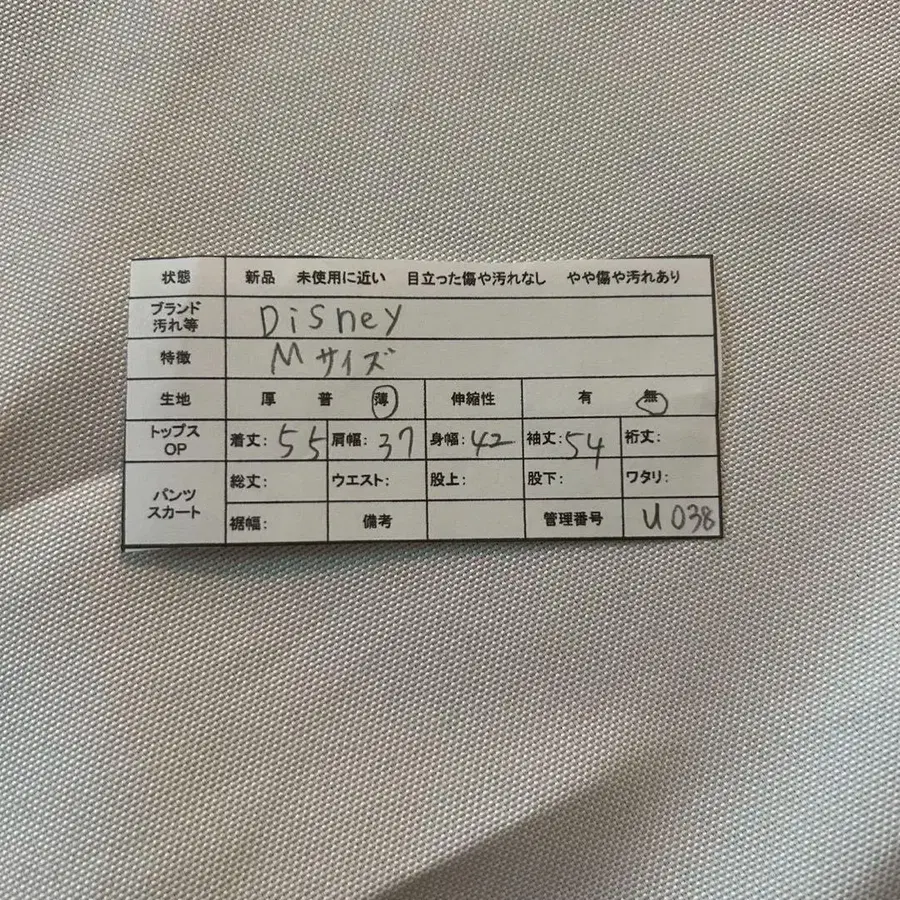 状態 新品 未使用に近い 目立った傷や汚れなし やや傷や汚れあり
ブランド
汚れ等 Disney
特徴 Mサイズ
生地 厚 普 薄 伸縮性 有 無
トップス
OP 着丈: 55 肩幅: 37 身幅: 42 袖丈: 54 裄丈:
パンツ
スカート 総丈: ウエスト: 股上: 股下: ワタリ:
裾幅: 備考 管理番号 U038